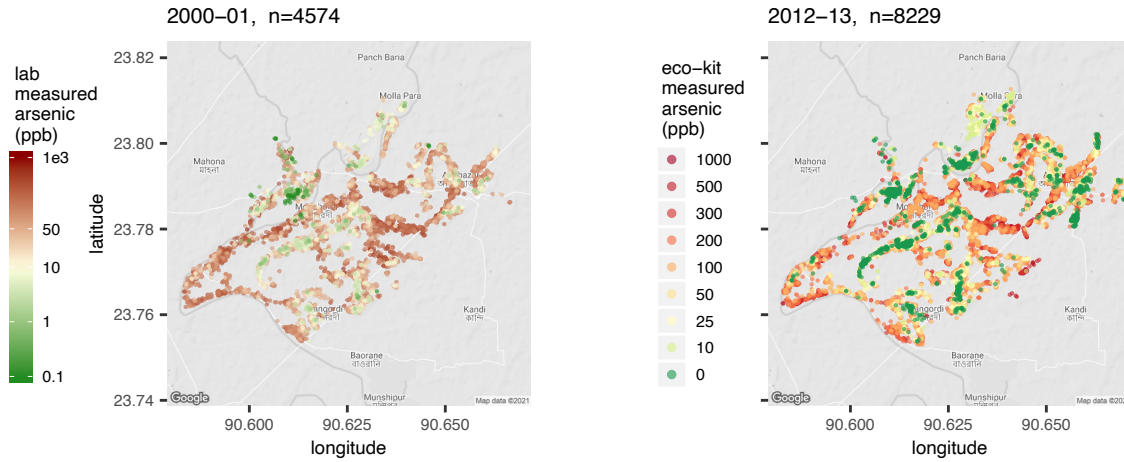 2000−01, n=4574
lab
measured
arsenic
(ppb)
1e3
50
10
1
0.1
latitude
23.82
23.80
23.78
23.76
23.74
Panch Baria
Molla Para
Mahona
Kandi
কান্দি
Baorane
Munshipur
Google
Map data ©2021
90.600
90.625
90.650
longitude
2012−13, n=8229
eco−kit
measured
arsenic
(ppb)
1000
500
300
200
100
50
25
10
0
Panch Baria
Molla Para
Mahona
Kandi
কান্দি
Baorane
Munshipur
Google
90.600
90.625
90.650
longitude